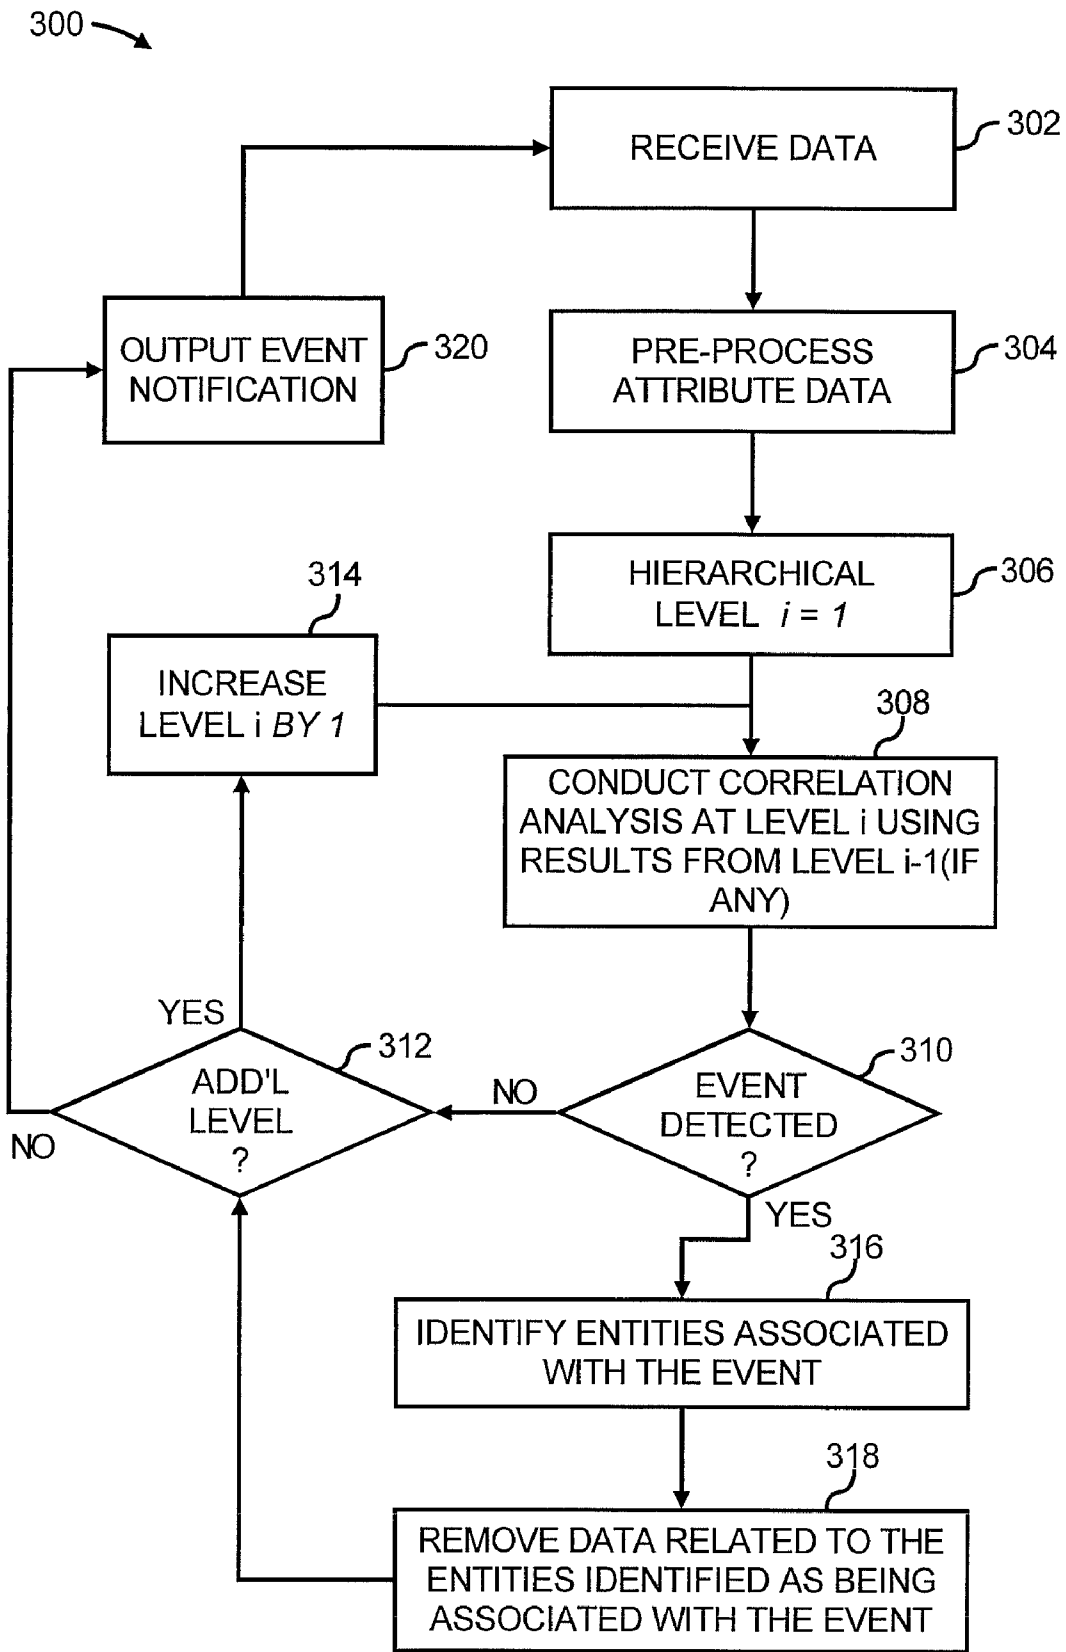 300
RECEIVE DATA
302
OUTPUT EVENT
NOTIFICATION
320
PRE-PROCESS
ATTRIBUTE DATA
304
HIERARCHICAL
LEVEL i = 1
306
314
INCREASE
LEVEL i BY 1
308
CONDUCT CORRELATION
ANALYSIS AT LEVEL i USING
RESULTS FROM LEVEL i-1(IF
ANY)
YES
312
ADD'L
LEVEL
?
NO
NO
310
EVENT
DETECTED
?
YES
316
IDENTIFY ENTITIES ASSOCIATED
WITH THE EVENT
318
REMOVE DATA RELATED TO THE
ENTITIES IDENTIFIED AS BEING
ASSOCIATED WITH THE EVENT